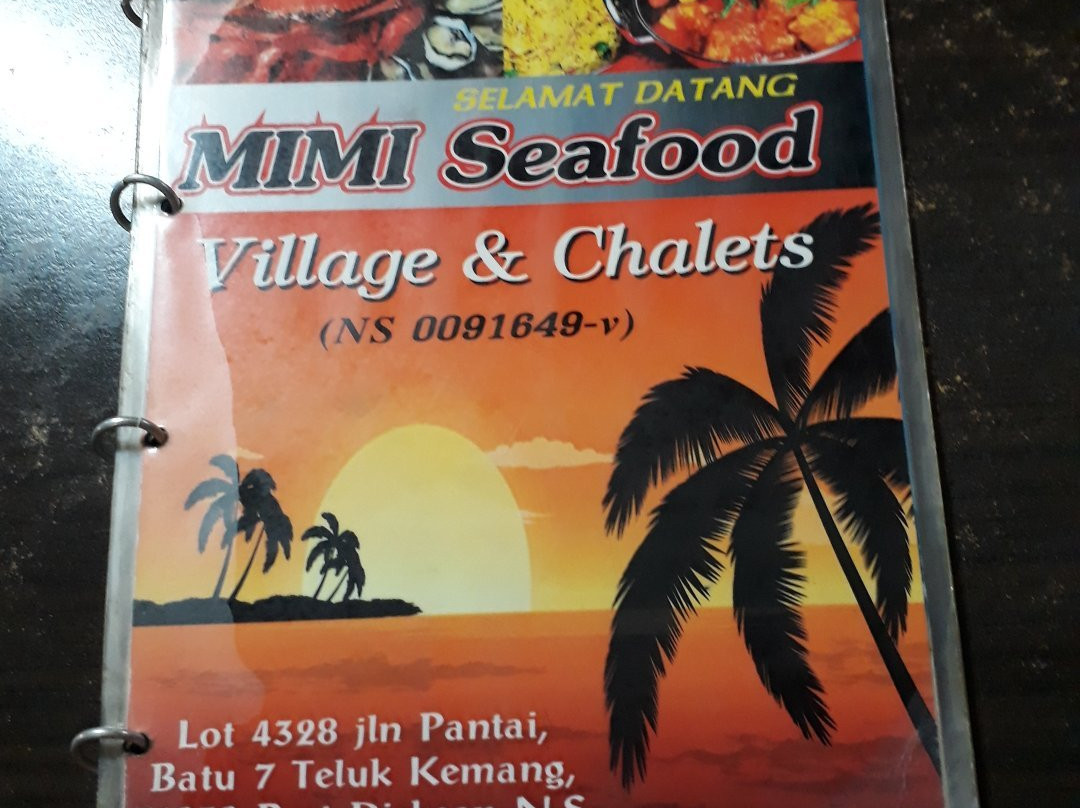 SELAMAT DATANG
MIMI Seafood
Village & Chalets
(NS 0091649-v)
Lot 4328 jln Pantai,
Batu 7 Teluk Kemang,